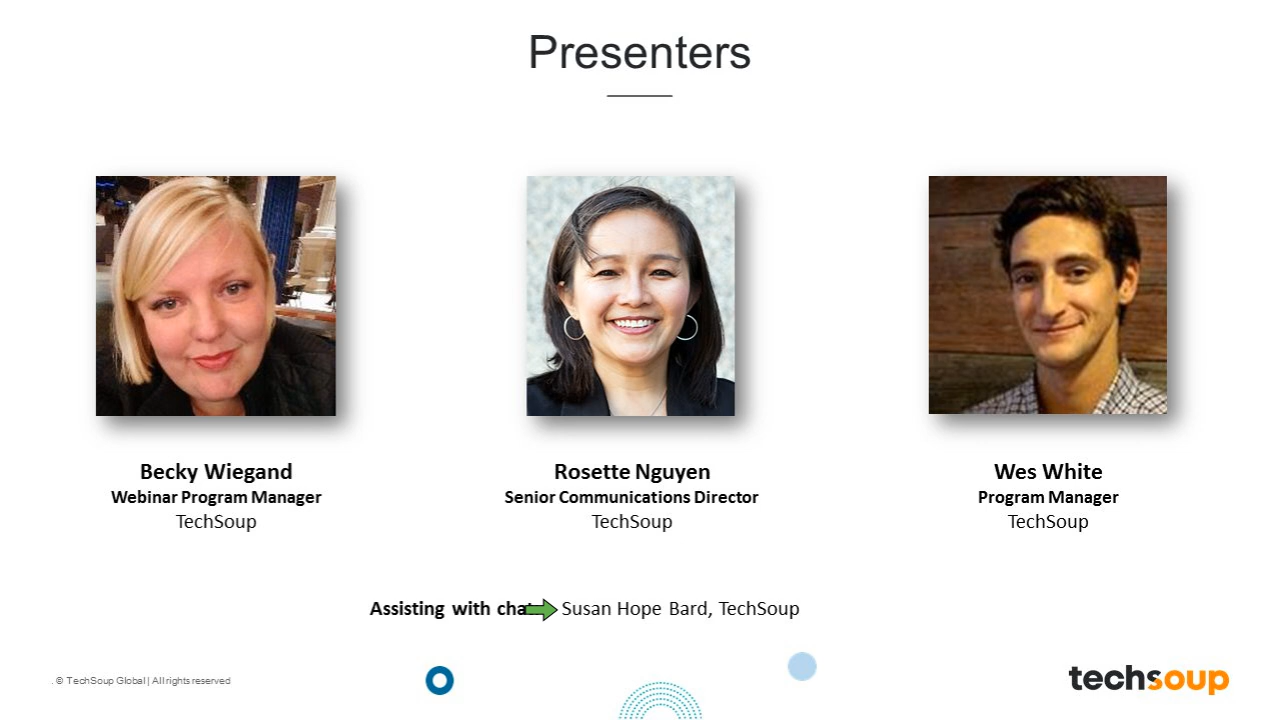 Presenters
Becky Wiegand
Webinar Program Manager
TechSoup
Rosette Nguyen
Senior Communications Director
TechSoup
Wes White
Program Manager
TechSoup
Assisting with chat Susan Hope Bard, TechSoup
. © TechSoup Global | All rights reserved
techsoup